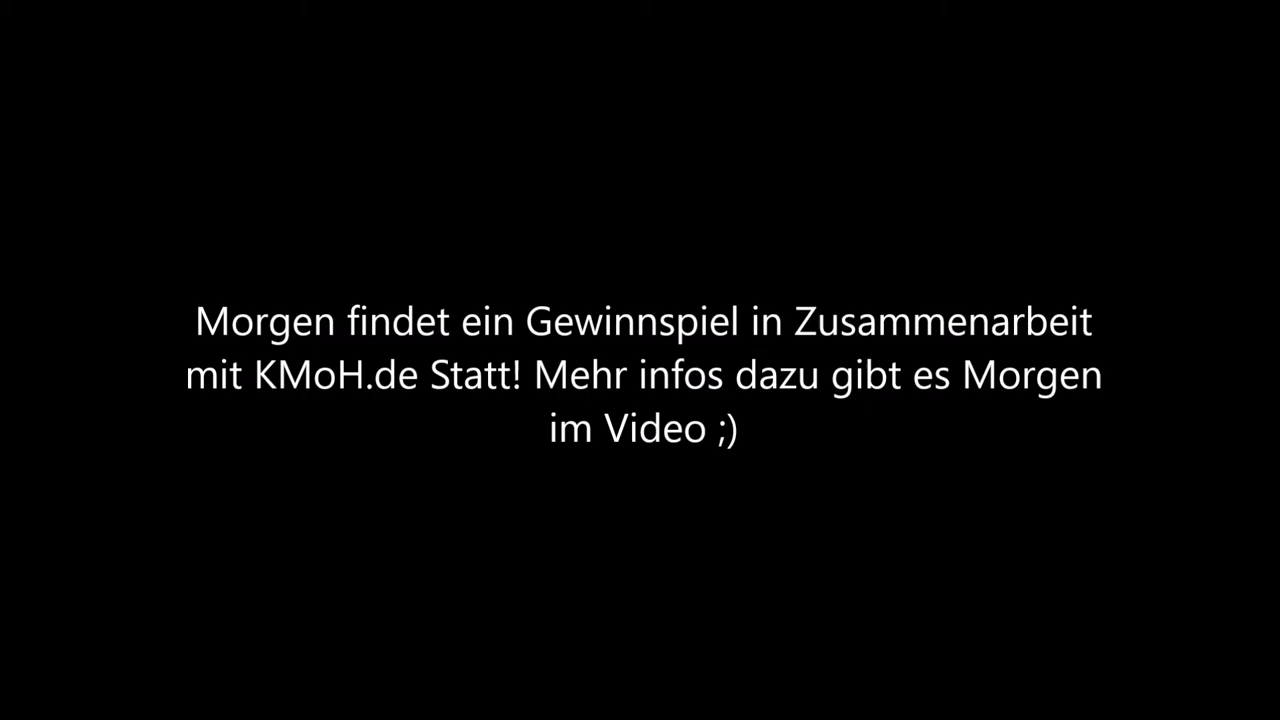 Morgen findet ein Gewinnspiel in Zusammenarbeit
mit KMoH.de Statt! Mehr infos dazu gibt es Morgen
im Video ;)